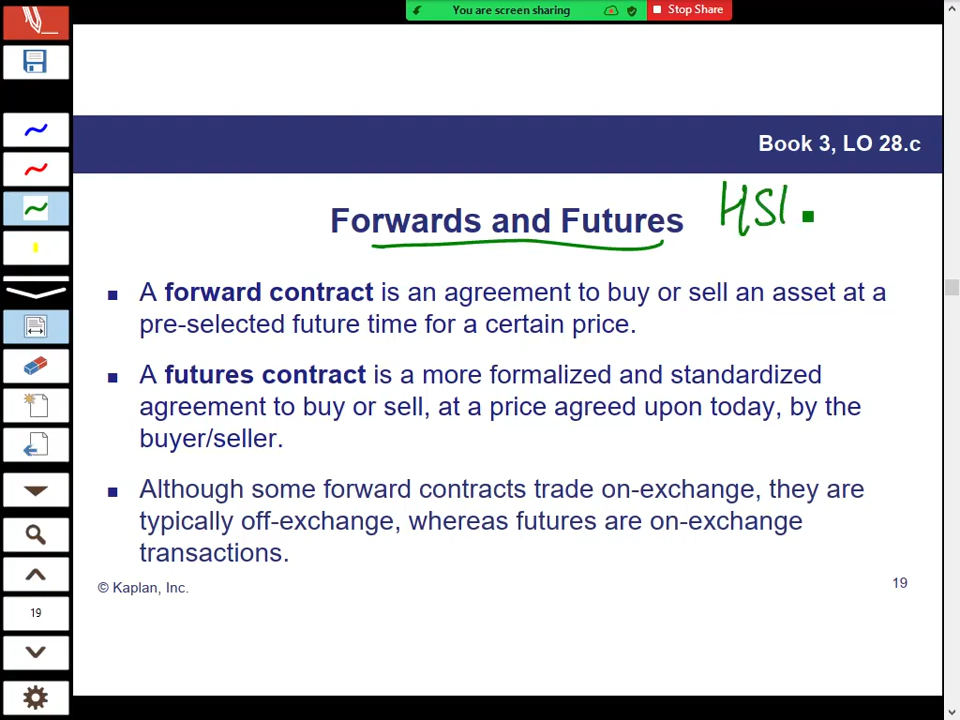 You are screen sharing
Stop Share
Book 3, LO 28.c
Forwards and Futures
HSI
■ A forward contract is an agreement to buy or sell an asset at a
pre-selected future time for a certain price.
■ A futures contract is a more formalized and standardized
agreement to buy or sell, at a price agreed upon today, by the
buyer/seller.
■ Although some forward contracts trade on-exchange, they are
typically off-exchange, whereas futures are on-exchange
transactions.
© Kaplan, Inc.
19
19